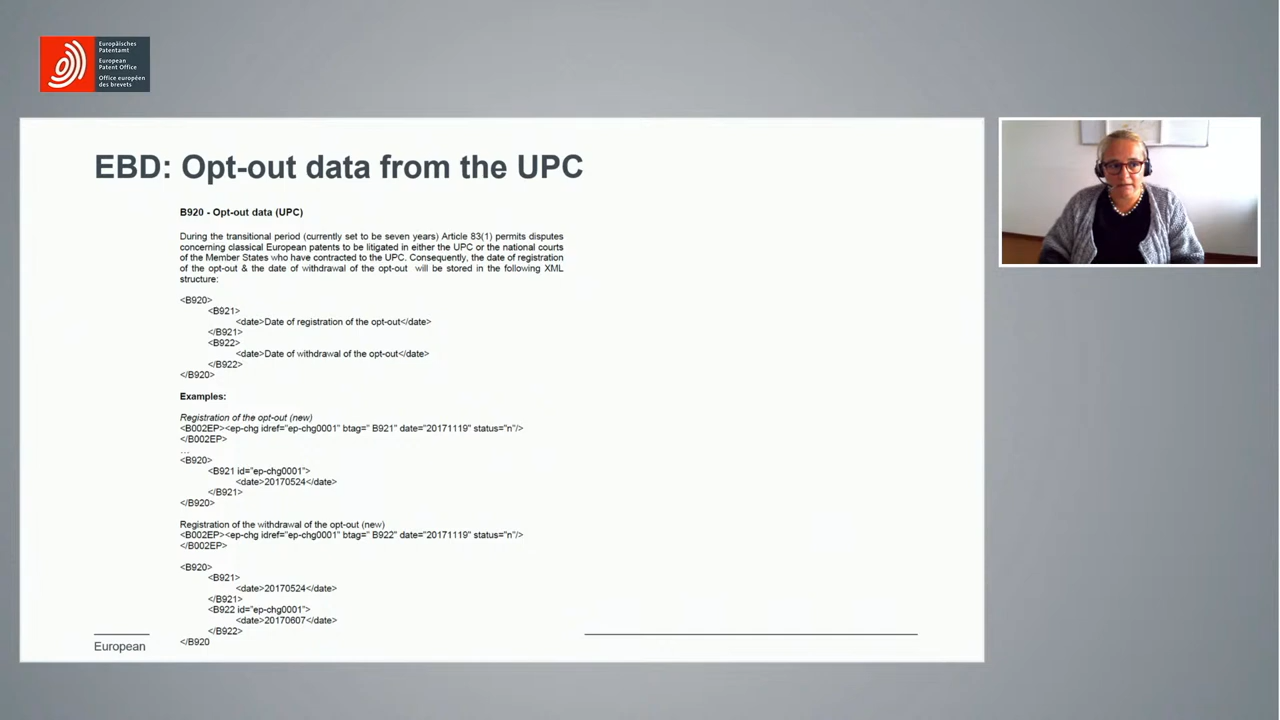 Europäisches
Patentamt
European
Patent Office
Office européen
des brevets
EBD: Opt-out data from the UPC
B920 - Opt-out data (UPC)
During the transitional period (currently set to be seven years) Article 83(1) permits disputes
concerning classical European patents to be litigated in either the UPC or the national courts
of the Member States who have contracted to the UPC. Consequently, the date of registration
of the opt-out & the date of withdrawal of the opt-out will be stored in the following XML
structure:
<B920>
<B921>
<date>Date of registration of the opt-out</date>
</B921>
<B922>
<date>Date of withdrawal of the opt-out</date>
</B922>
</B920>
Examples:
Registration of the opt-out (new)
<B002EP><ep-chg idref="ep-chg0001" btag=" B921" date="20171119" status="n"/>
</B002EP>
...
<B920>
<B921 id="ep-chg0001">
<date>20170524</date>
</B921>
</B920>
Registration of the withdrawal of the opt-out (new)
<B002EP><ep-chg idref="ep-chg0001" btag=" B922" date="20171119" status="n"/>
</B002EP>
<B920>
<B921>
<date>20170524</date>
</B921>
<B922 id="ep-chg0001">
<date>20170607</date>
</B922>
</B920
European